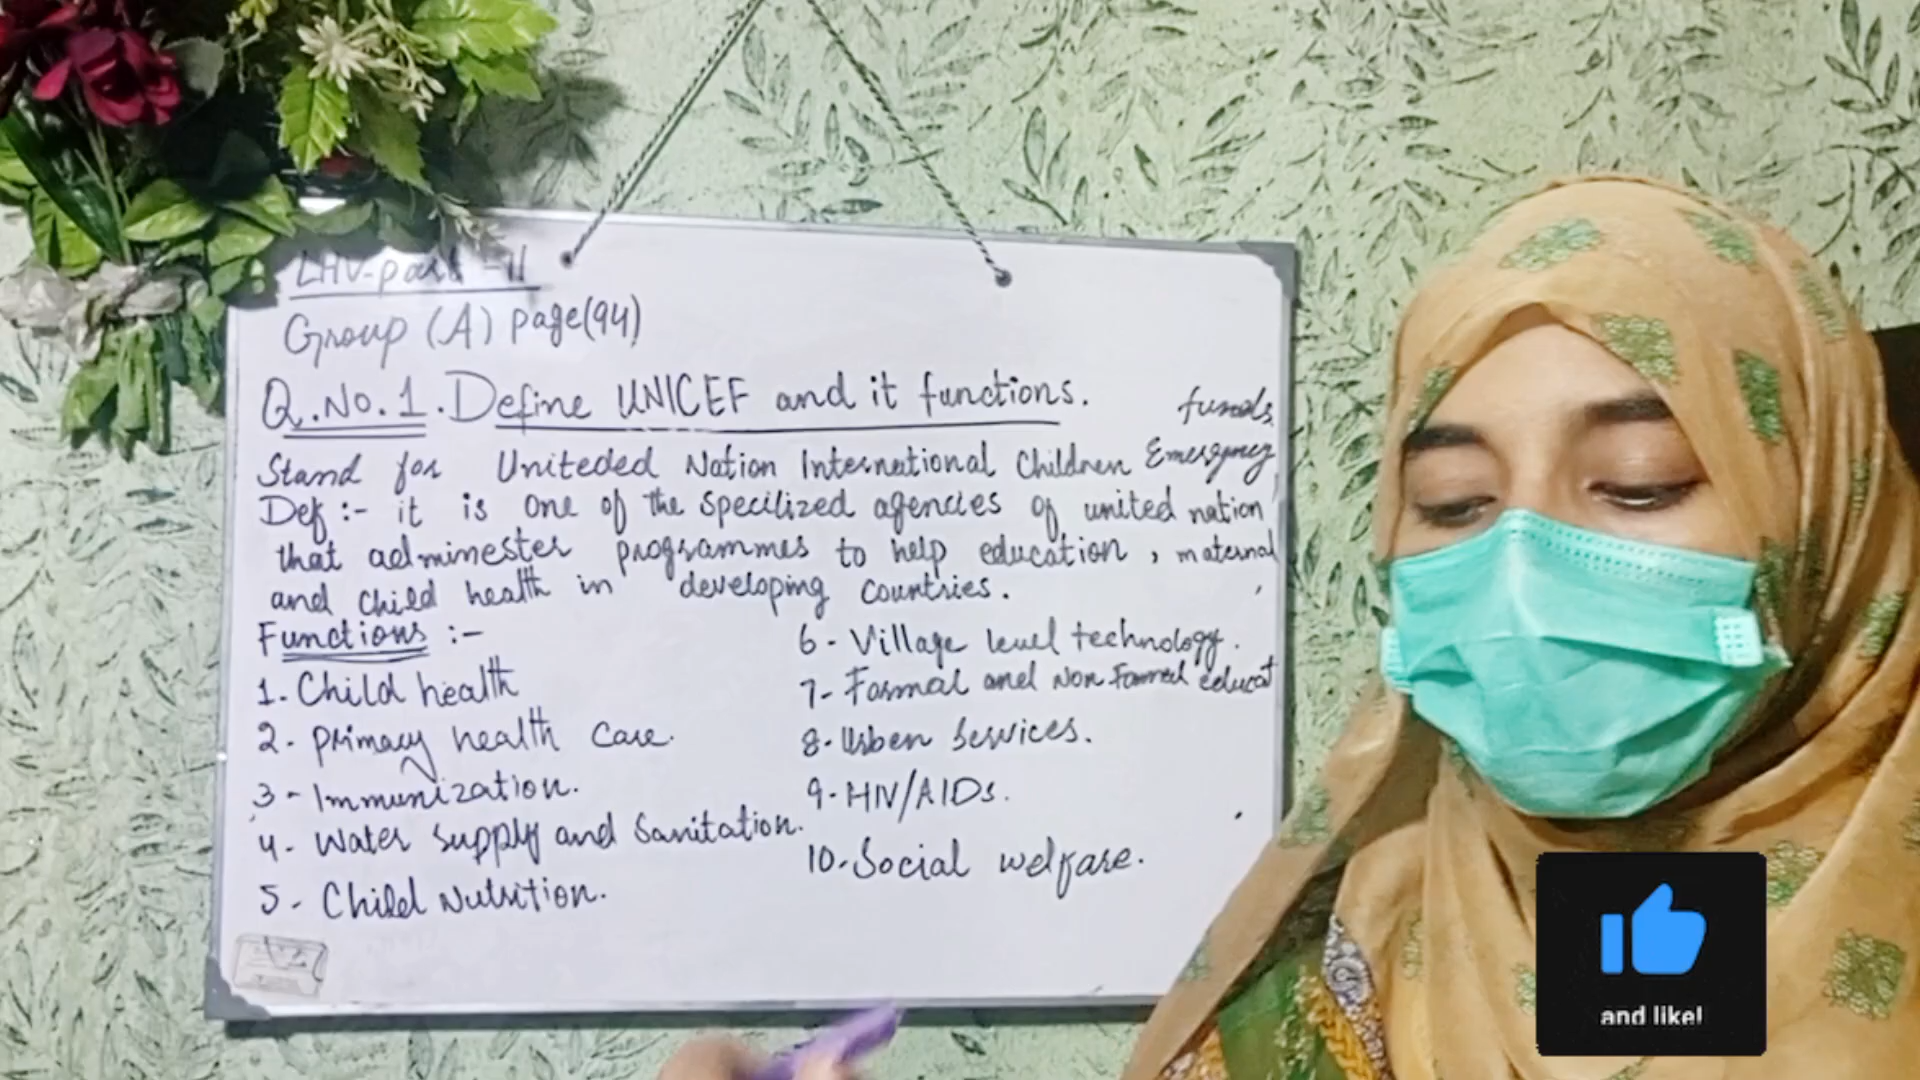 LHV-part -II
Group (A) page(94)
Q.No.1. Define UNICEF and it functions.
funds
Stand for Uniteded Nation International Children Emergency
Def :- it is one of the specilized agencies of united nation
that adminester programmes to help education, maternal
and child health in developing countries.
Functions :-
1. Child health
2- primacy health care.
3- Immunization.
4- Water supply and sanitation.
5- Child Nutrition.
6- Village level technology.
7- Formal and Non Formal educat
8- Urben services.
9- HIV/AIDs.
10- Social welfare.
and like!